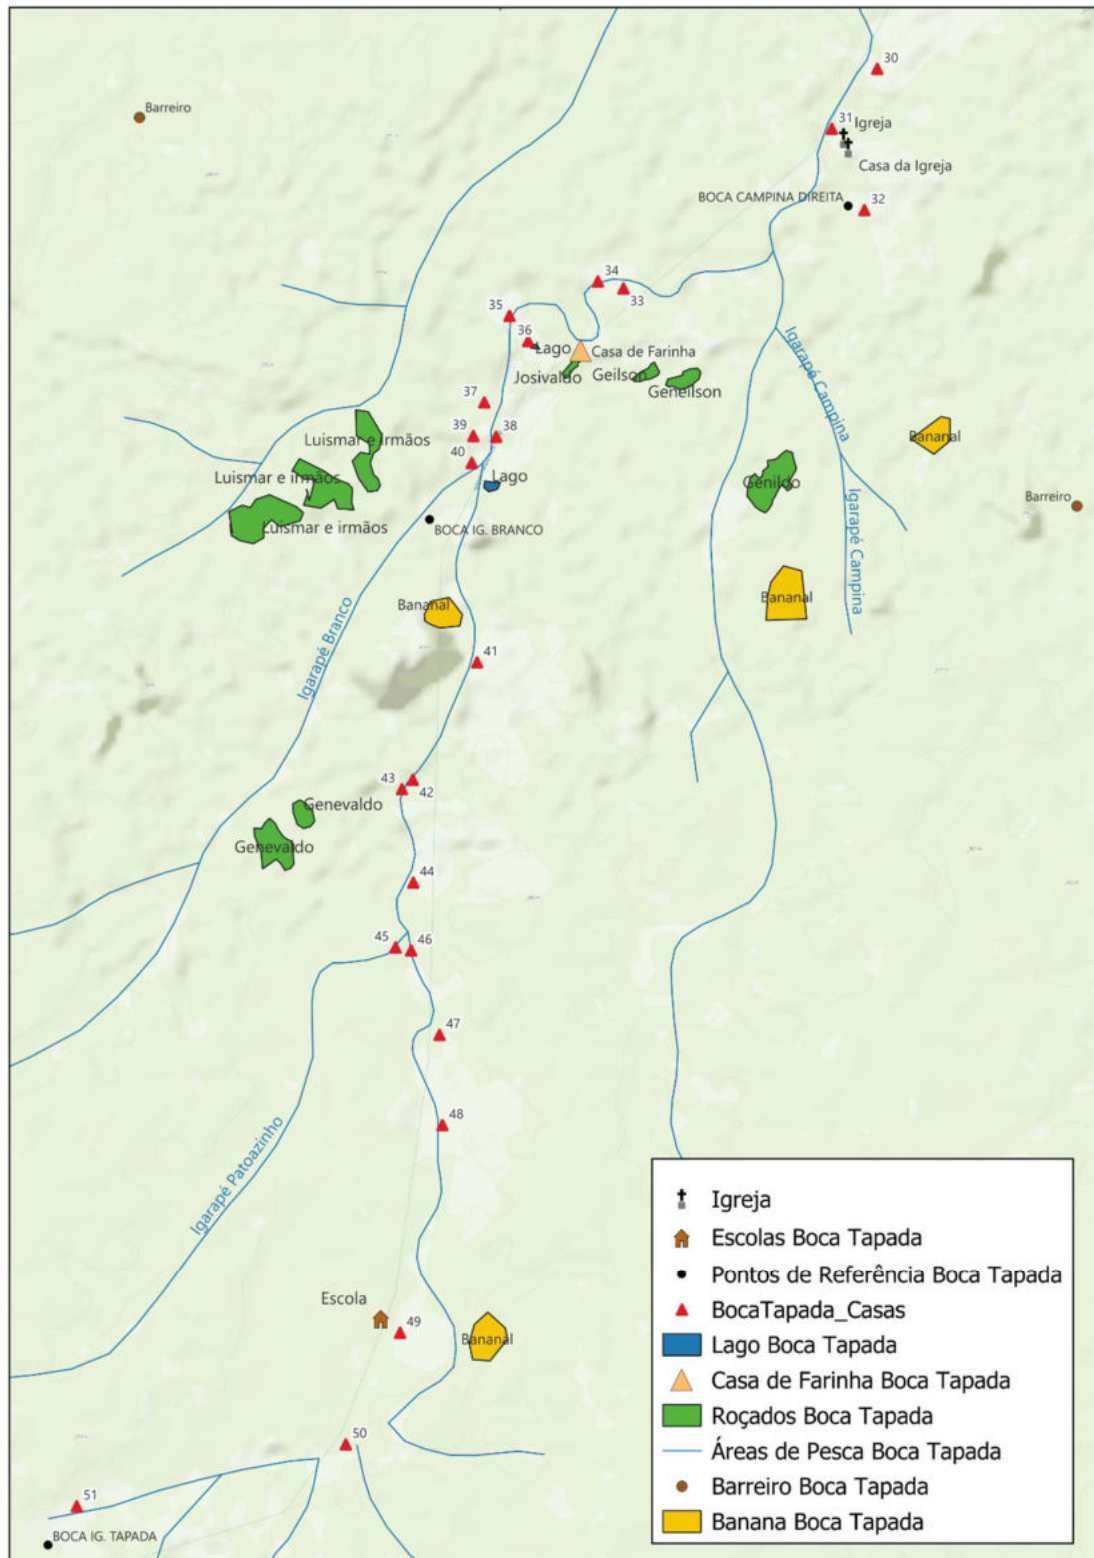 30
Barreiro
31
Igreja
Casa da Igreja
BOCA CAMPINA DIREITA
32
34
33
35
36
Lago
Casa de Farinha
Josivaldo
Geilson
Geneilson
Igarapé Campina
37
39
38
Luismar e irmãos
Bananal
40
Luismar e irmãos
Lago
Genildo
Barreiro
Luismar e irmãos
BOCA IG. BRANCO
Igarapé Campina
Bananal
Bananal
Igarapé Branco
41
43
42
Genevaldo
Genevaldo
44
45
46
47
48
Igarapé Patoazinho
Escola
49
Bananal
50
51
BOCA IG. TAPADA
Igreja
Escolas Boca Tapada
Pontos de Referência Boca Tapada
BocaTapada_Casas
Lago Boca Tapada
Casa de Farinha Boca Tapada
Roçados Boca Tapada
Áreas de Pesca Boca Tapada
Barreiro Boca Tapada
Banana Boca Tapada